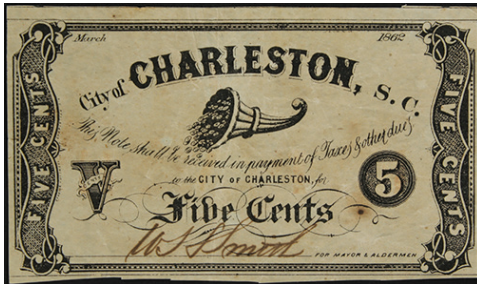 March 1862
City of CHARLESTON, S. C.
This Note shall be received in payment of Taxes & other dues
to the CITY OF CHARLESTON, for
V 5
Five Cents
FOR MAYOR & ALDERMEN
FIVE CENTS
FIVE CENTS